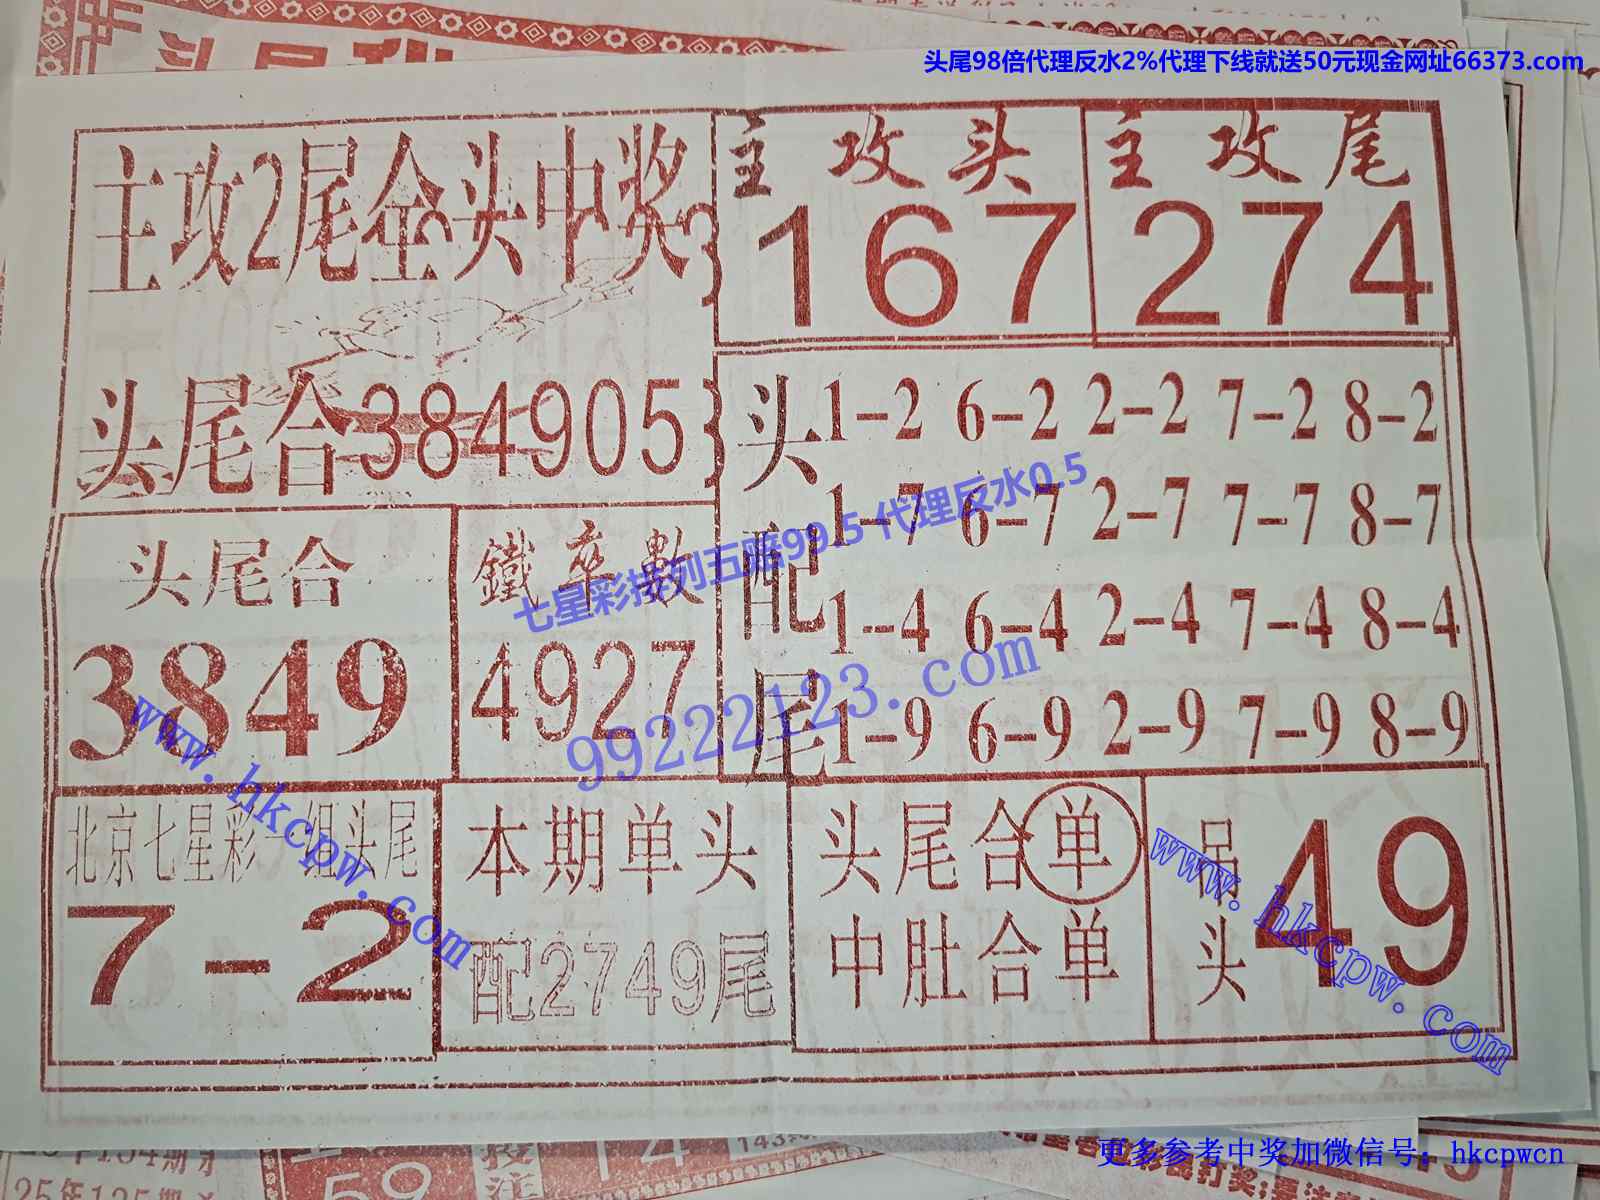 头尾98倍代理反水2%代理下线就送50元现金网址66373.com
主攻2尾全头中奖
头尾合384905
主攻头
167
主攻尾
274
头配尾
1-2 6-2 2-2 7-2 8-2
1-7 6-7 2-7 7-7 8-7
1-4 6-4 2-4 7-4 8-4
1-9 6-9 2-9 7-9 8-9
头尾合
3849
鐵卒數
4927
七星彩排列五赔99.5 代理反水0.5
99222123.com
www.hkcpw.com
北京七星彩一组头尾
7-2
本期单头
配2749尾
头尾合单
中肚合单
吊头
49
www.hkcpw.com
更多参考中奖加微信号: hkcpwcn
59
投注
14
143